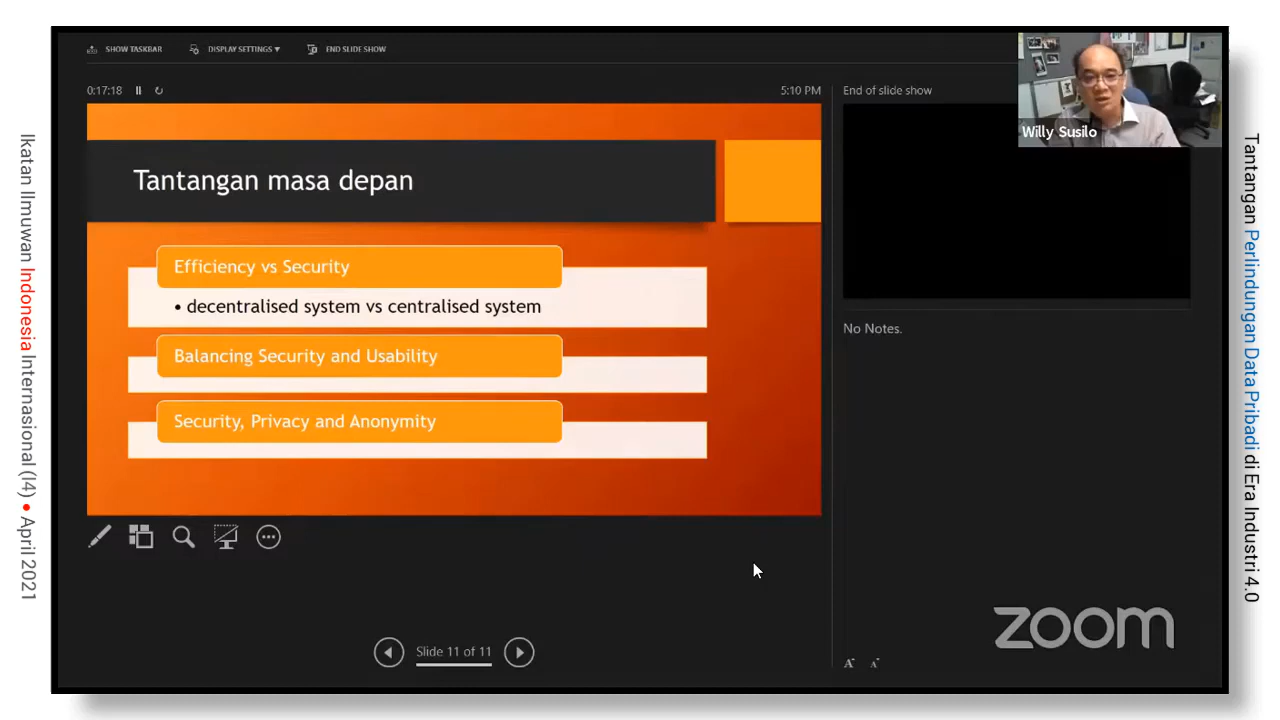 Ikatan Ilmuwan Indonesia Internasional (I4) • April 2021
SHOW TASKBAR
DISPLAY SETTINGS ▼
END SLIDE SHOW
0:17:18
5:10 PM
Tantangan masa depan
Efficiency vs Security
• decentralised system vs centralised system
Balancing Security and Usability
Security, Privacy and Anonymity
Slide 11 of 11
End of slide show
Willy Susilo
No Notes.
zoom
A A
Tantangan Perlindungan Data Pribadi di Era Industri 4.0